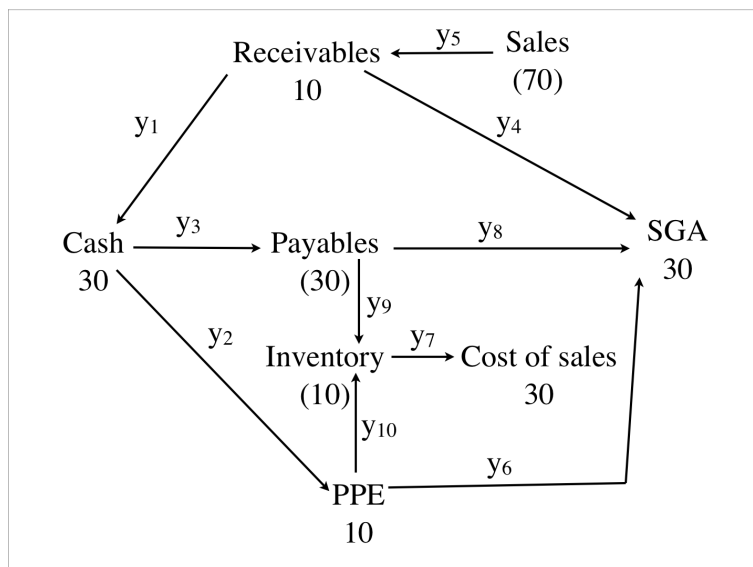 Receivables
10
y5
Sales
(70)
y1
y4
Cash
30
y3
Payables
(30)
y8
SGA
30
y9
y2
Inventory
(10)
y7
Cost of sales
30
y10
y6
PPE
10